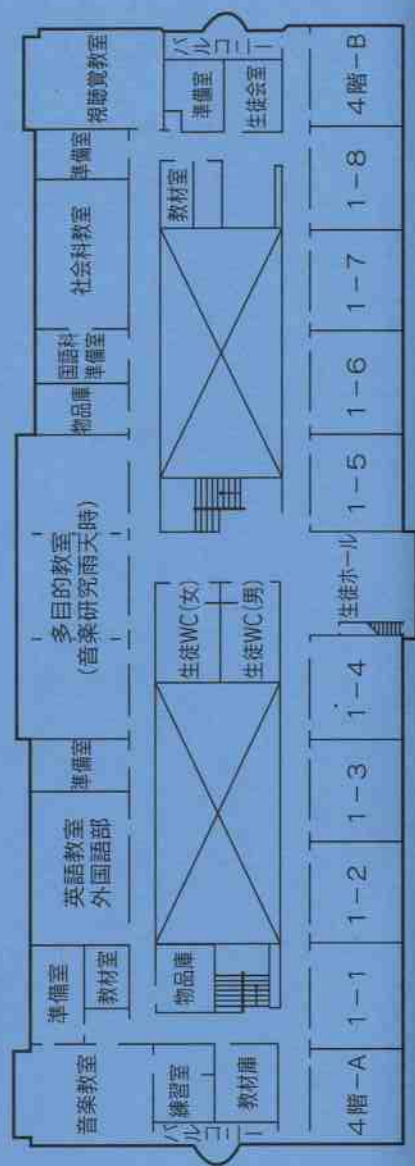 音楽教室
準備室
教材室
英語教室
外国語部
準備室
多目的教室
(音楽研究雨天時)
物品庫
国語科
準備室
社会科教室
準備室
視聴覚教室
バルコニー
練習室
教材庫
物品庫
生徒WC(女)
生徒WC(男)
教材室
準備室
生徒会室
バルコニー
4階-A
1-1
1-2
1-3
1-4
生徒ホール
1-5
1-6
1-7
1-8
4階-B